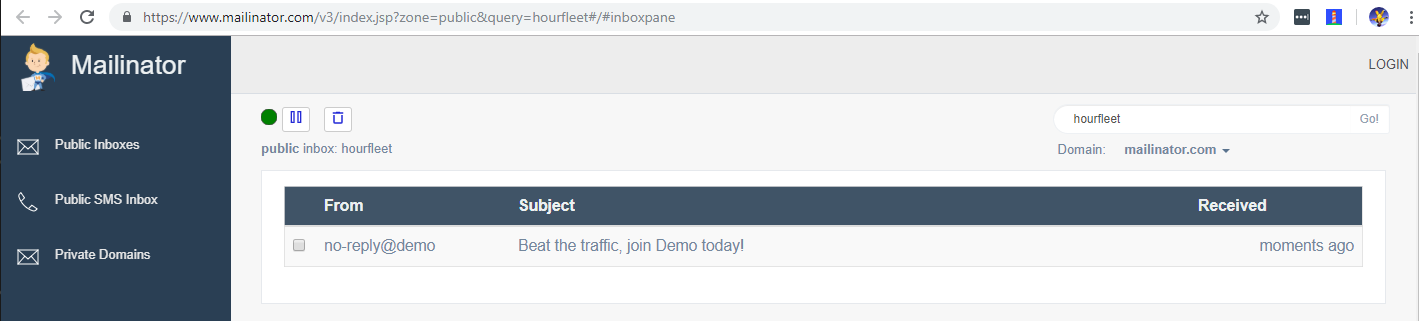 https://www.mailinator.com/v3/index.jsp?zone=public&query=hourfleet#/#inboxpane
Mailinator
LOGIN
hourfleet Go!
public inbox: hourfleet
Domain: mailinator.com
Public Inboxes
Public SMS Inbox
Private Domains
From Subject Received
no-reply@demo Beat the traffic, join Demo today! moments ago